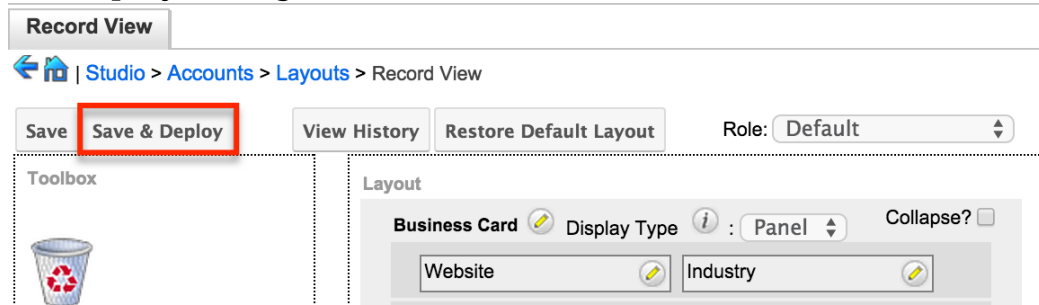 Record View
| Studio > Accounts > Layouts > Record View
Save Save & Deploy View History Restore Default Layout Role: Default
Toolbox
Layout
Business Card Display Type i : Panel Collapse?
Website Industry